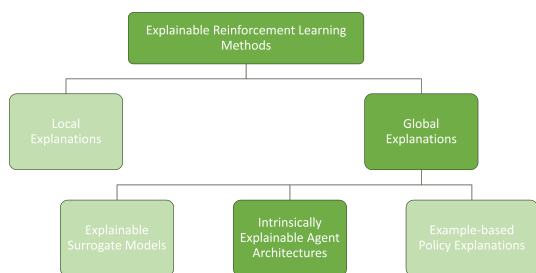 Explainable Reinforcement Learning
Methods
Local
Explanations
Global
Explanations
Explainable
Surrogate Models
Intrinsically
Explainable Agent
Architectures
Example-based
Policy Explanations